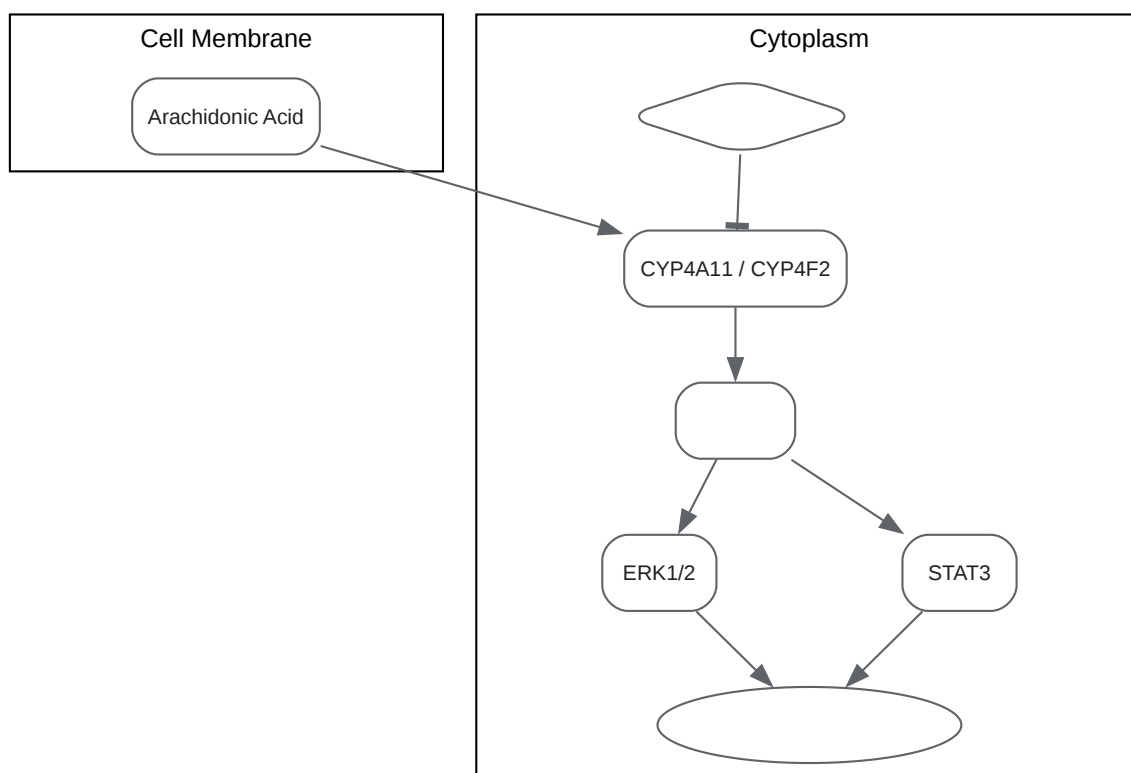 Cell Membrane
Cytoplasm
Arachidonic Acid
CYP4A11 / CYP4F2
ERK1/2
STAT3